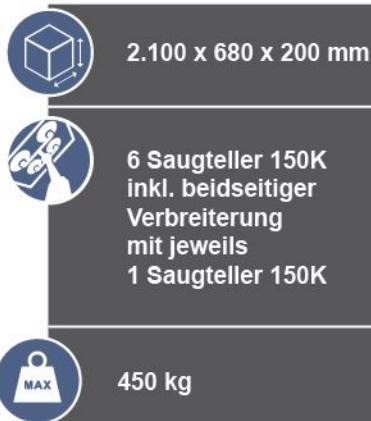 2.100 x 680 x 200 mm
6 Saugteller 150K
inkl. beidseitiger
Verbreiterung
mit jeweils
1 Saugteller 150K
MAX
450 kg